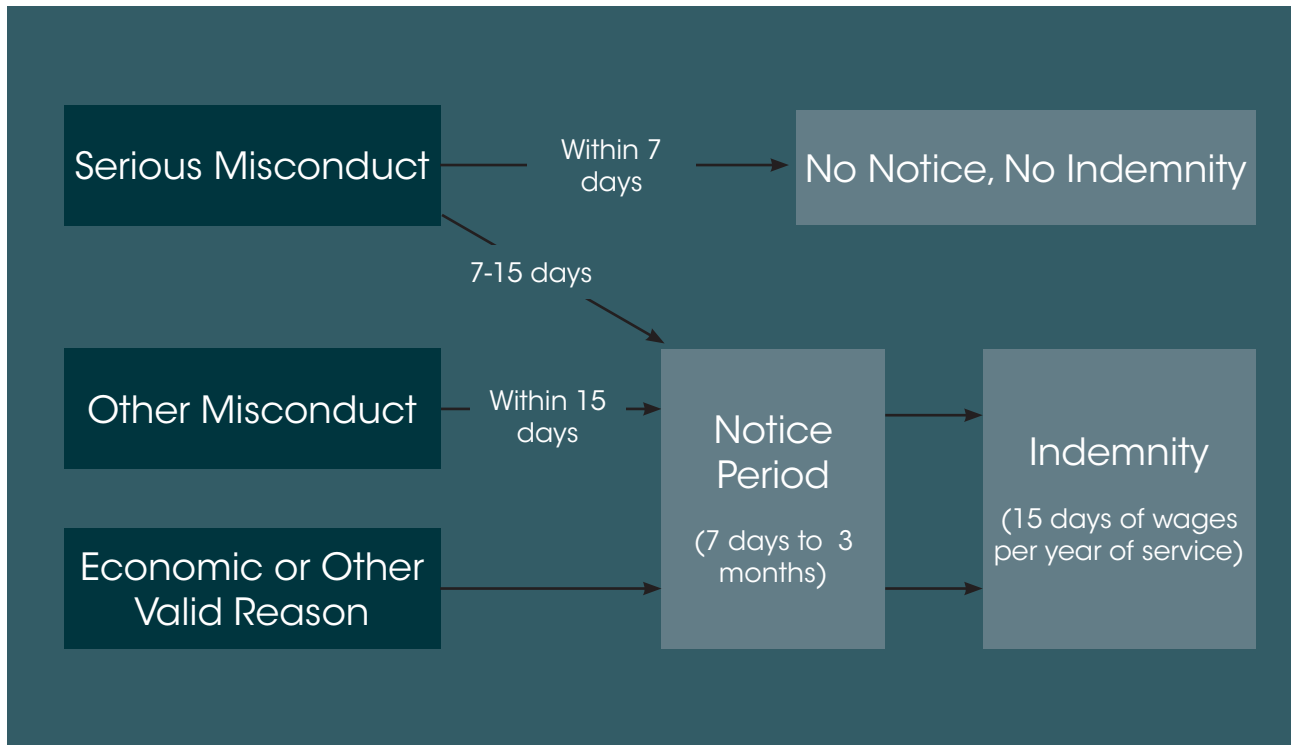 Serious Misconduct
Within 7
days
No Notice, No Indemnity
7-15 days
Other Misconduct
Within 15
days
Notice
Period
(7 days to 3
months)
Indemnity
(15 days of wages
per year of service)
Economic or Other
Valid Reason